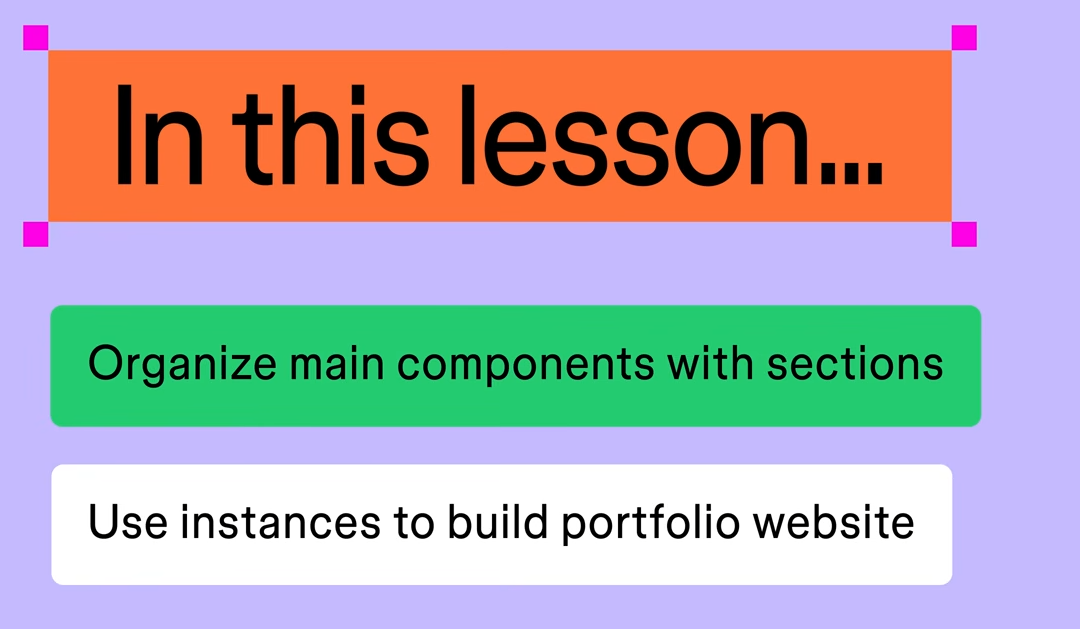 In this lesson...
Organize main components with sections
Use instances to build portfolio website